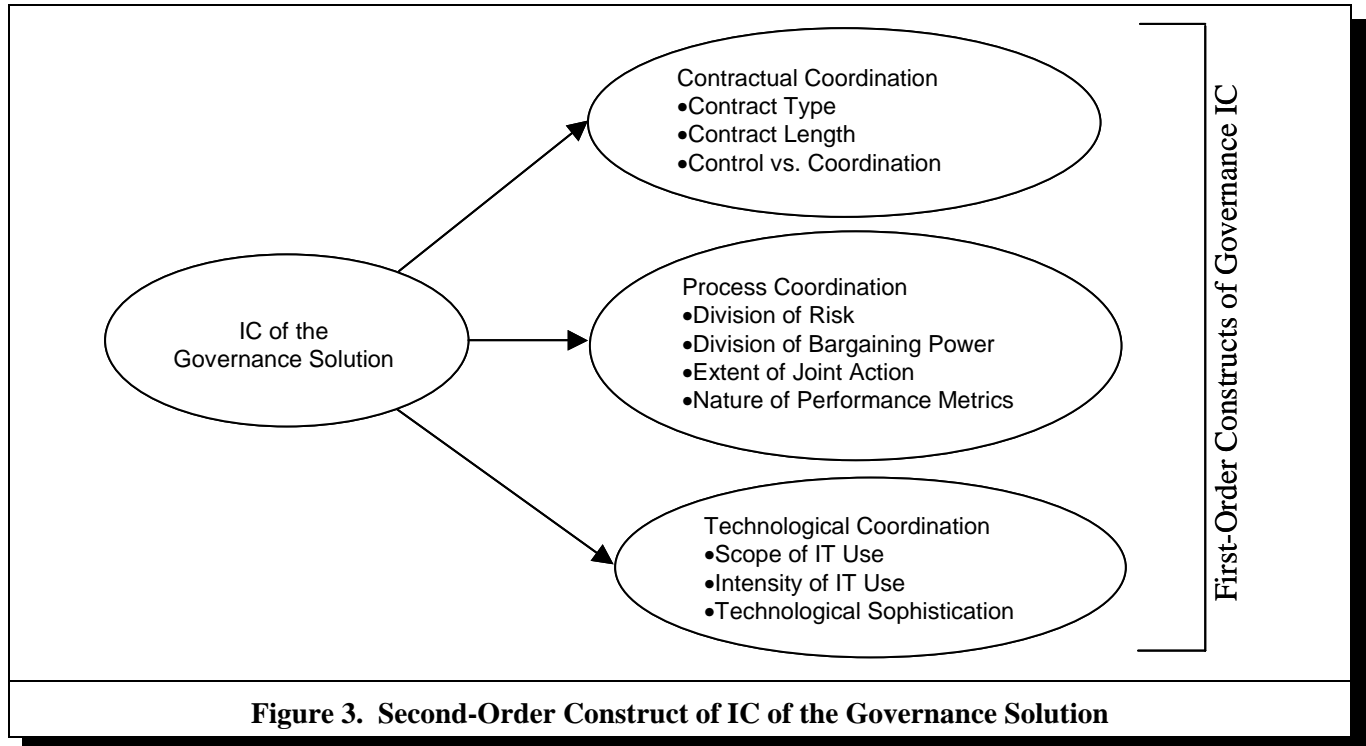 Contractual Coordination
•Contract Type
•Contract Length
•Control vs. Coordination
Process Coordination
•Division of Risk
•Division of Bargaining Power
•Extent of Joint Action
•Nature of Performance Metrics
IC of the
Governance Solution
Technological Coordination
•Scope of IT Use
•Intensity of IT Use
•Technological Sophistication
First-Order Constructs of Governance IC
Figure 3. Second-Order Construct of IC of the Governance Solution